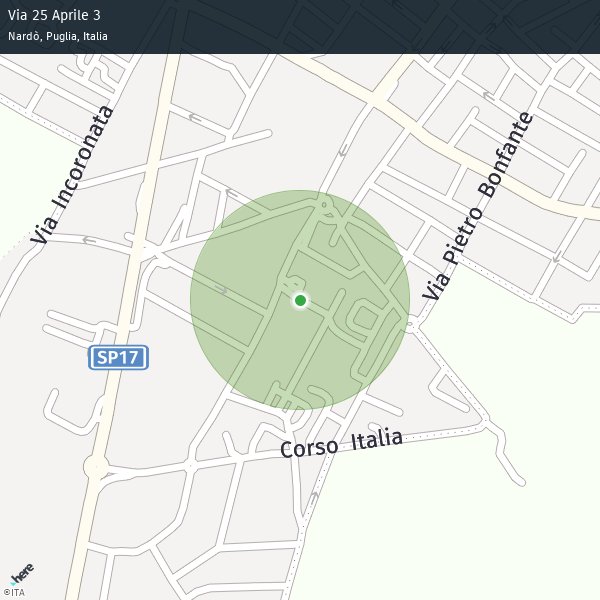 Via 25 Aprile 3
Nardò, Puglia, Italia
Via Incoronata
Via Pietro Bonfante
SP17
Corso Italia
here
©ITA